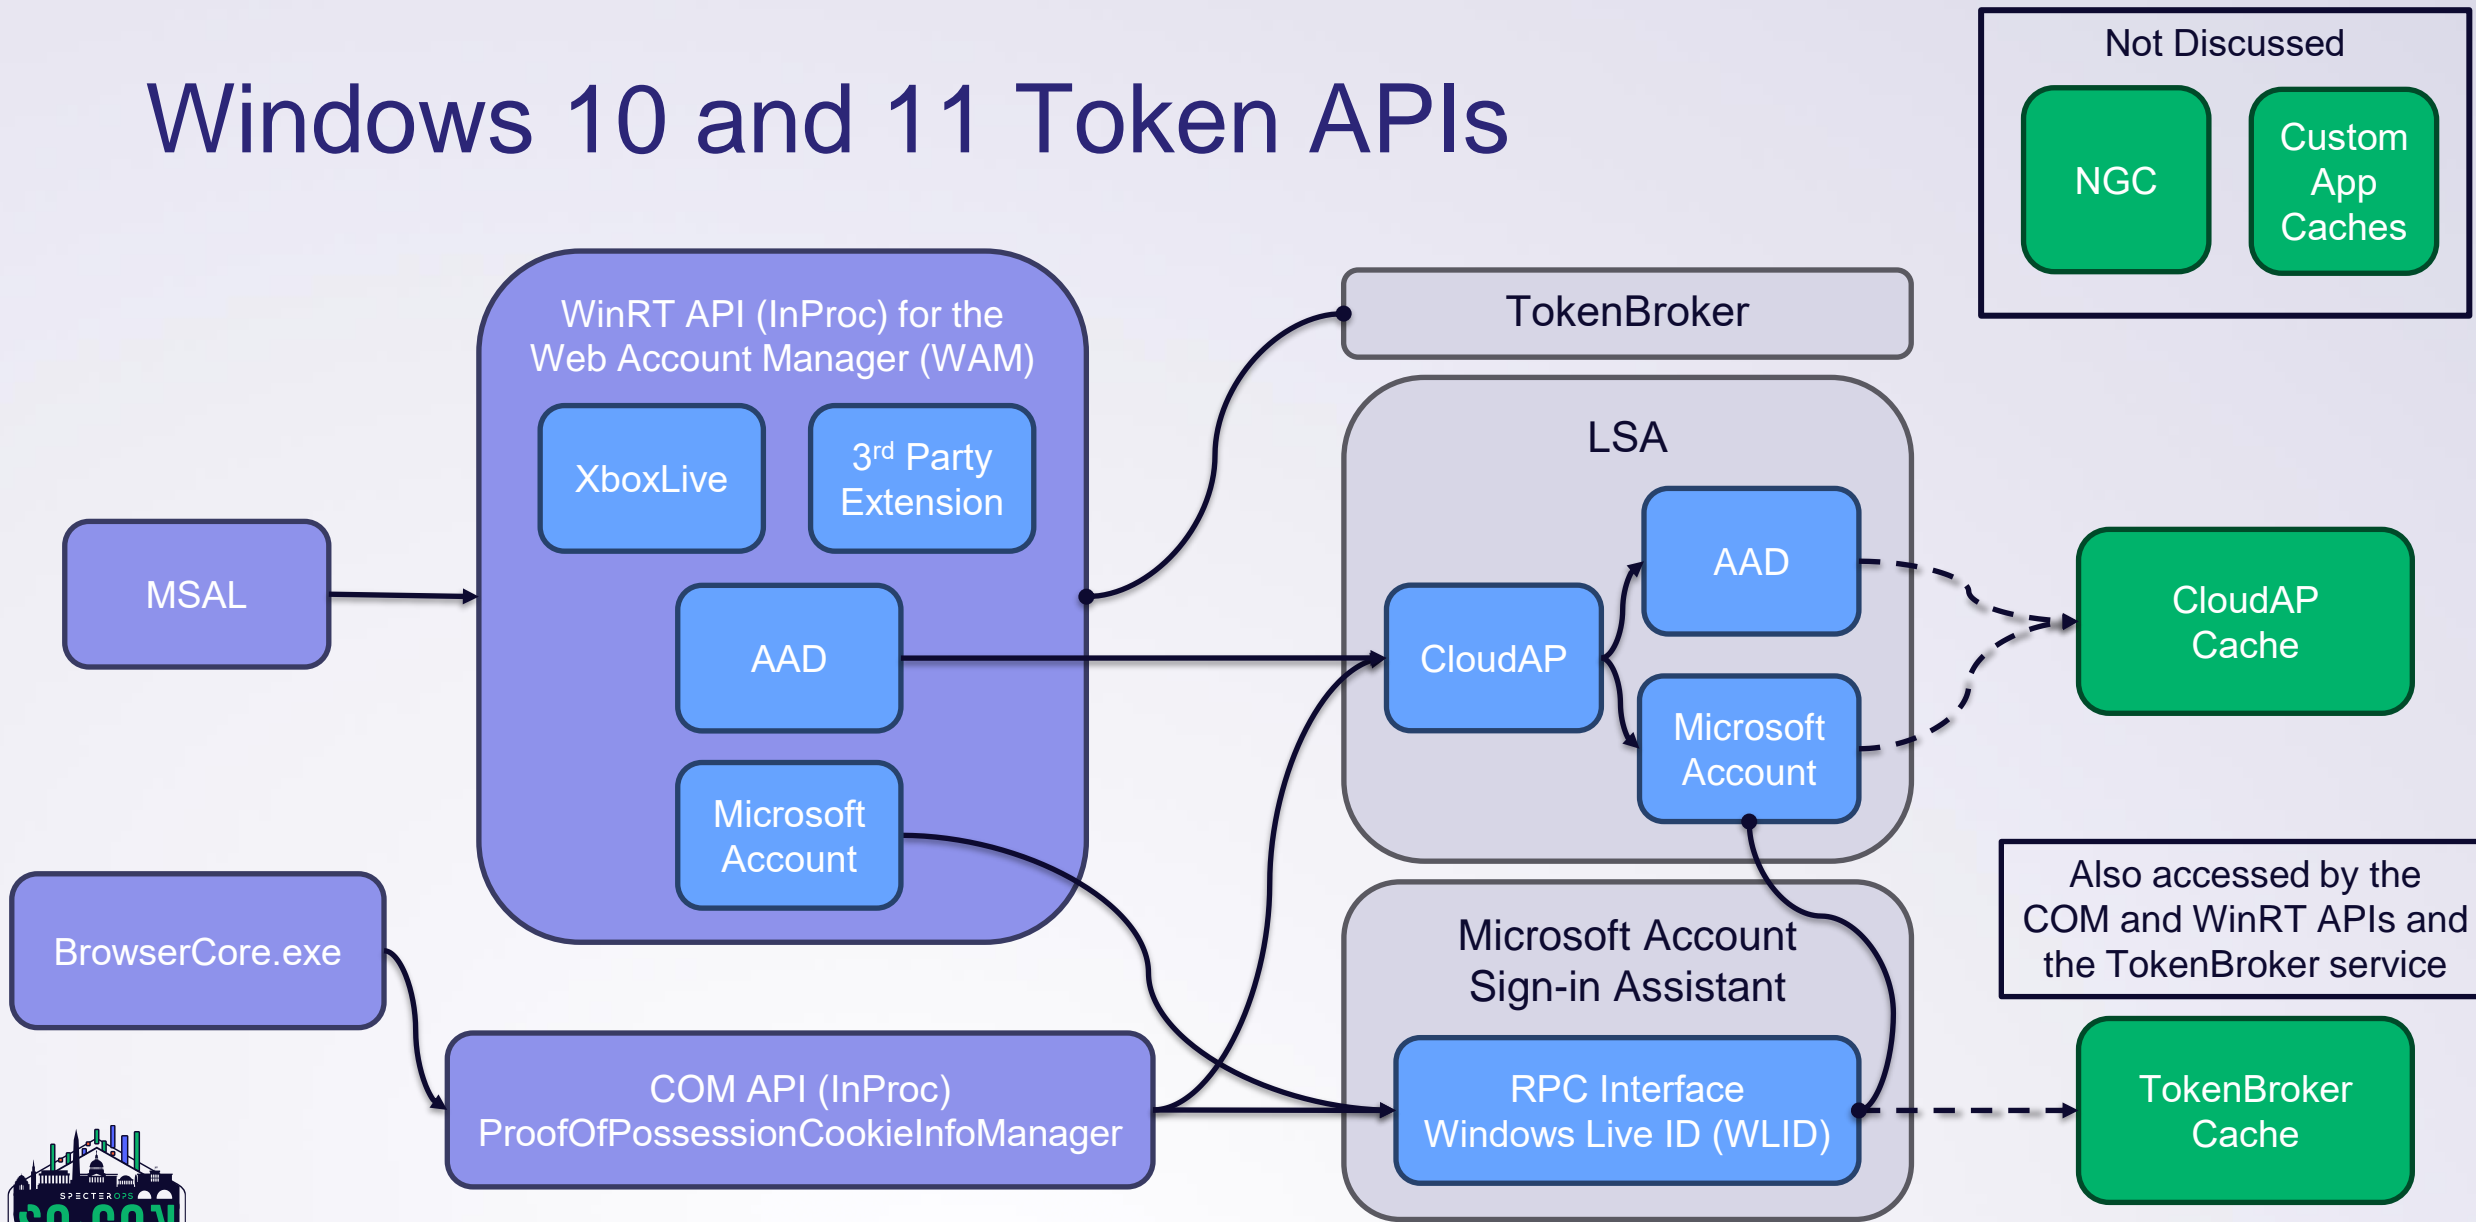 Windows 10 and 11 Token APIs
Not Discussed
NGC
Custom
App
Caches
WinRT API (InProc) for the
Web Account Manager (WAM)
XboxLive
3rd Party
Extension
AAD
Microsoft
Account
MSAL
BrowserCore.exe
COM API (InProc)
ProofOfPossessionCookieInfoManager
TokenBroker
LSA
CloudAP
AAD
Microsoft
Account
Microsoft Account
Sign-in Assistant
RPC Interface
Windows Live ID (WLID)
CloudAP
Cache
Also accessed by the
COM and WinRT APIs and
the TokenBroker service
TokenBroker
Cache
SPECTEROPS
SO-CON